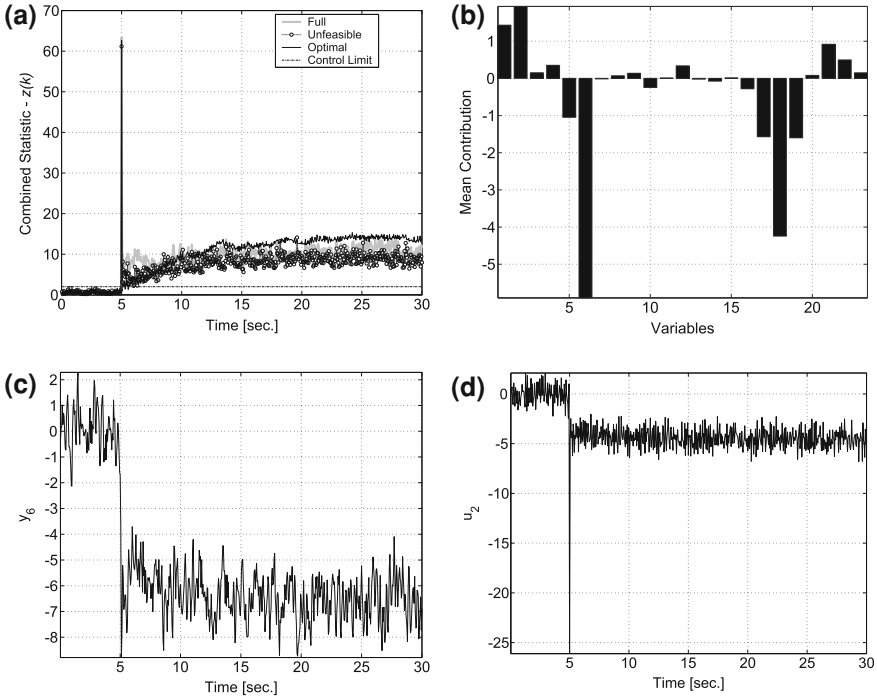 (a)
Combined Statistic - z(k)
70
60
50
40
30
20
10
0
0 5 10 15 20 25 30
Time [sec.]
Full
Unfeasible
Optimal
Control Limit
(b)
Mean Contribution
1
0
-1
-2
-3
-4
-5
5 10 15 20
Variables
(c)
y6
2
1
0
-1
-2
-3
-4
-5
-6
-7
-8
5 10 15 20 25 30
Time [sec.]
(d)
u2
0
-5
-10
-15
-20
-25
5 10 15 20 25 30
Time [sec.]